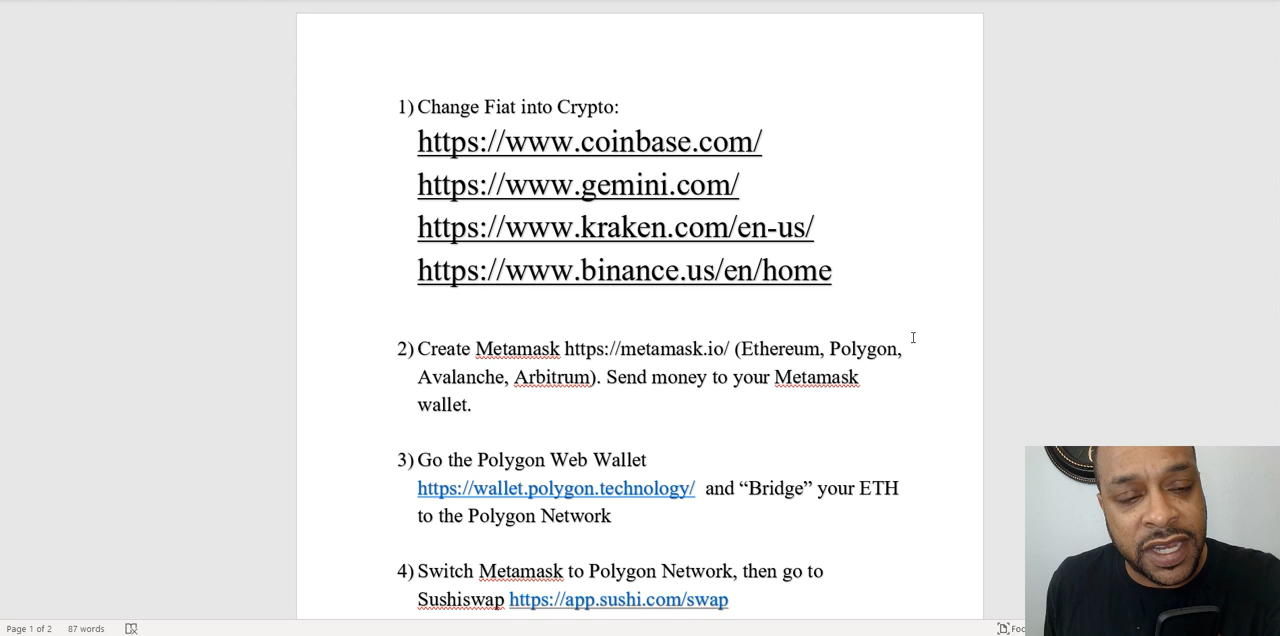 1) Change Fiat into Crypto:
https://www.coinbase.com/
https://www.gemini.com/
https://www.kraken.com/en-us/
https://www.binance.us/en/home
2) Create Metamask https://metamask.io/ (Ethereum, Polygon,
Avalanche, Arbitrum). Send money to your Metamask
wallet.
3) Go the Polygon Web Wallet
https://wallet.polygon.technology/ and “Bridge” your ETH
to the Polygon Network
4) Switch Metamask to Polygon Network, then go to
Sushiswap https://app.sushi.com/swap
Page 1 of 2 87 words